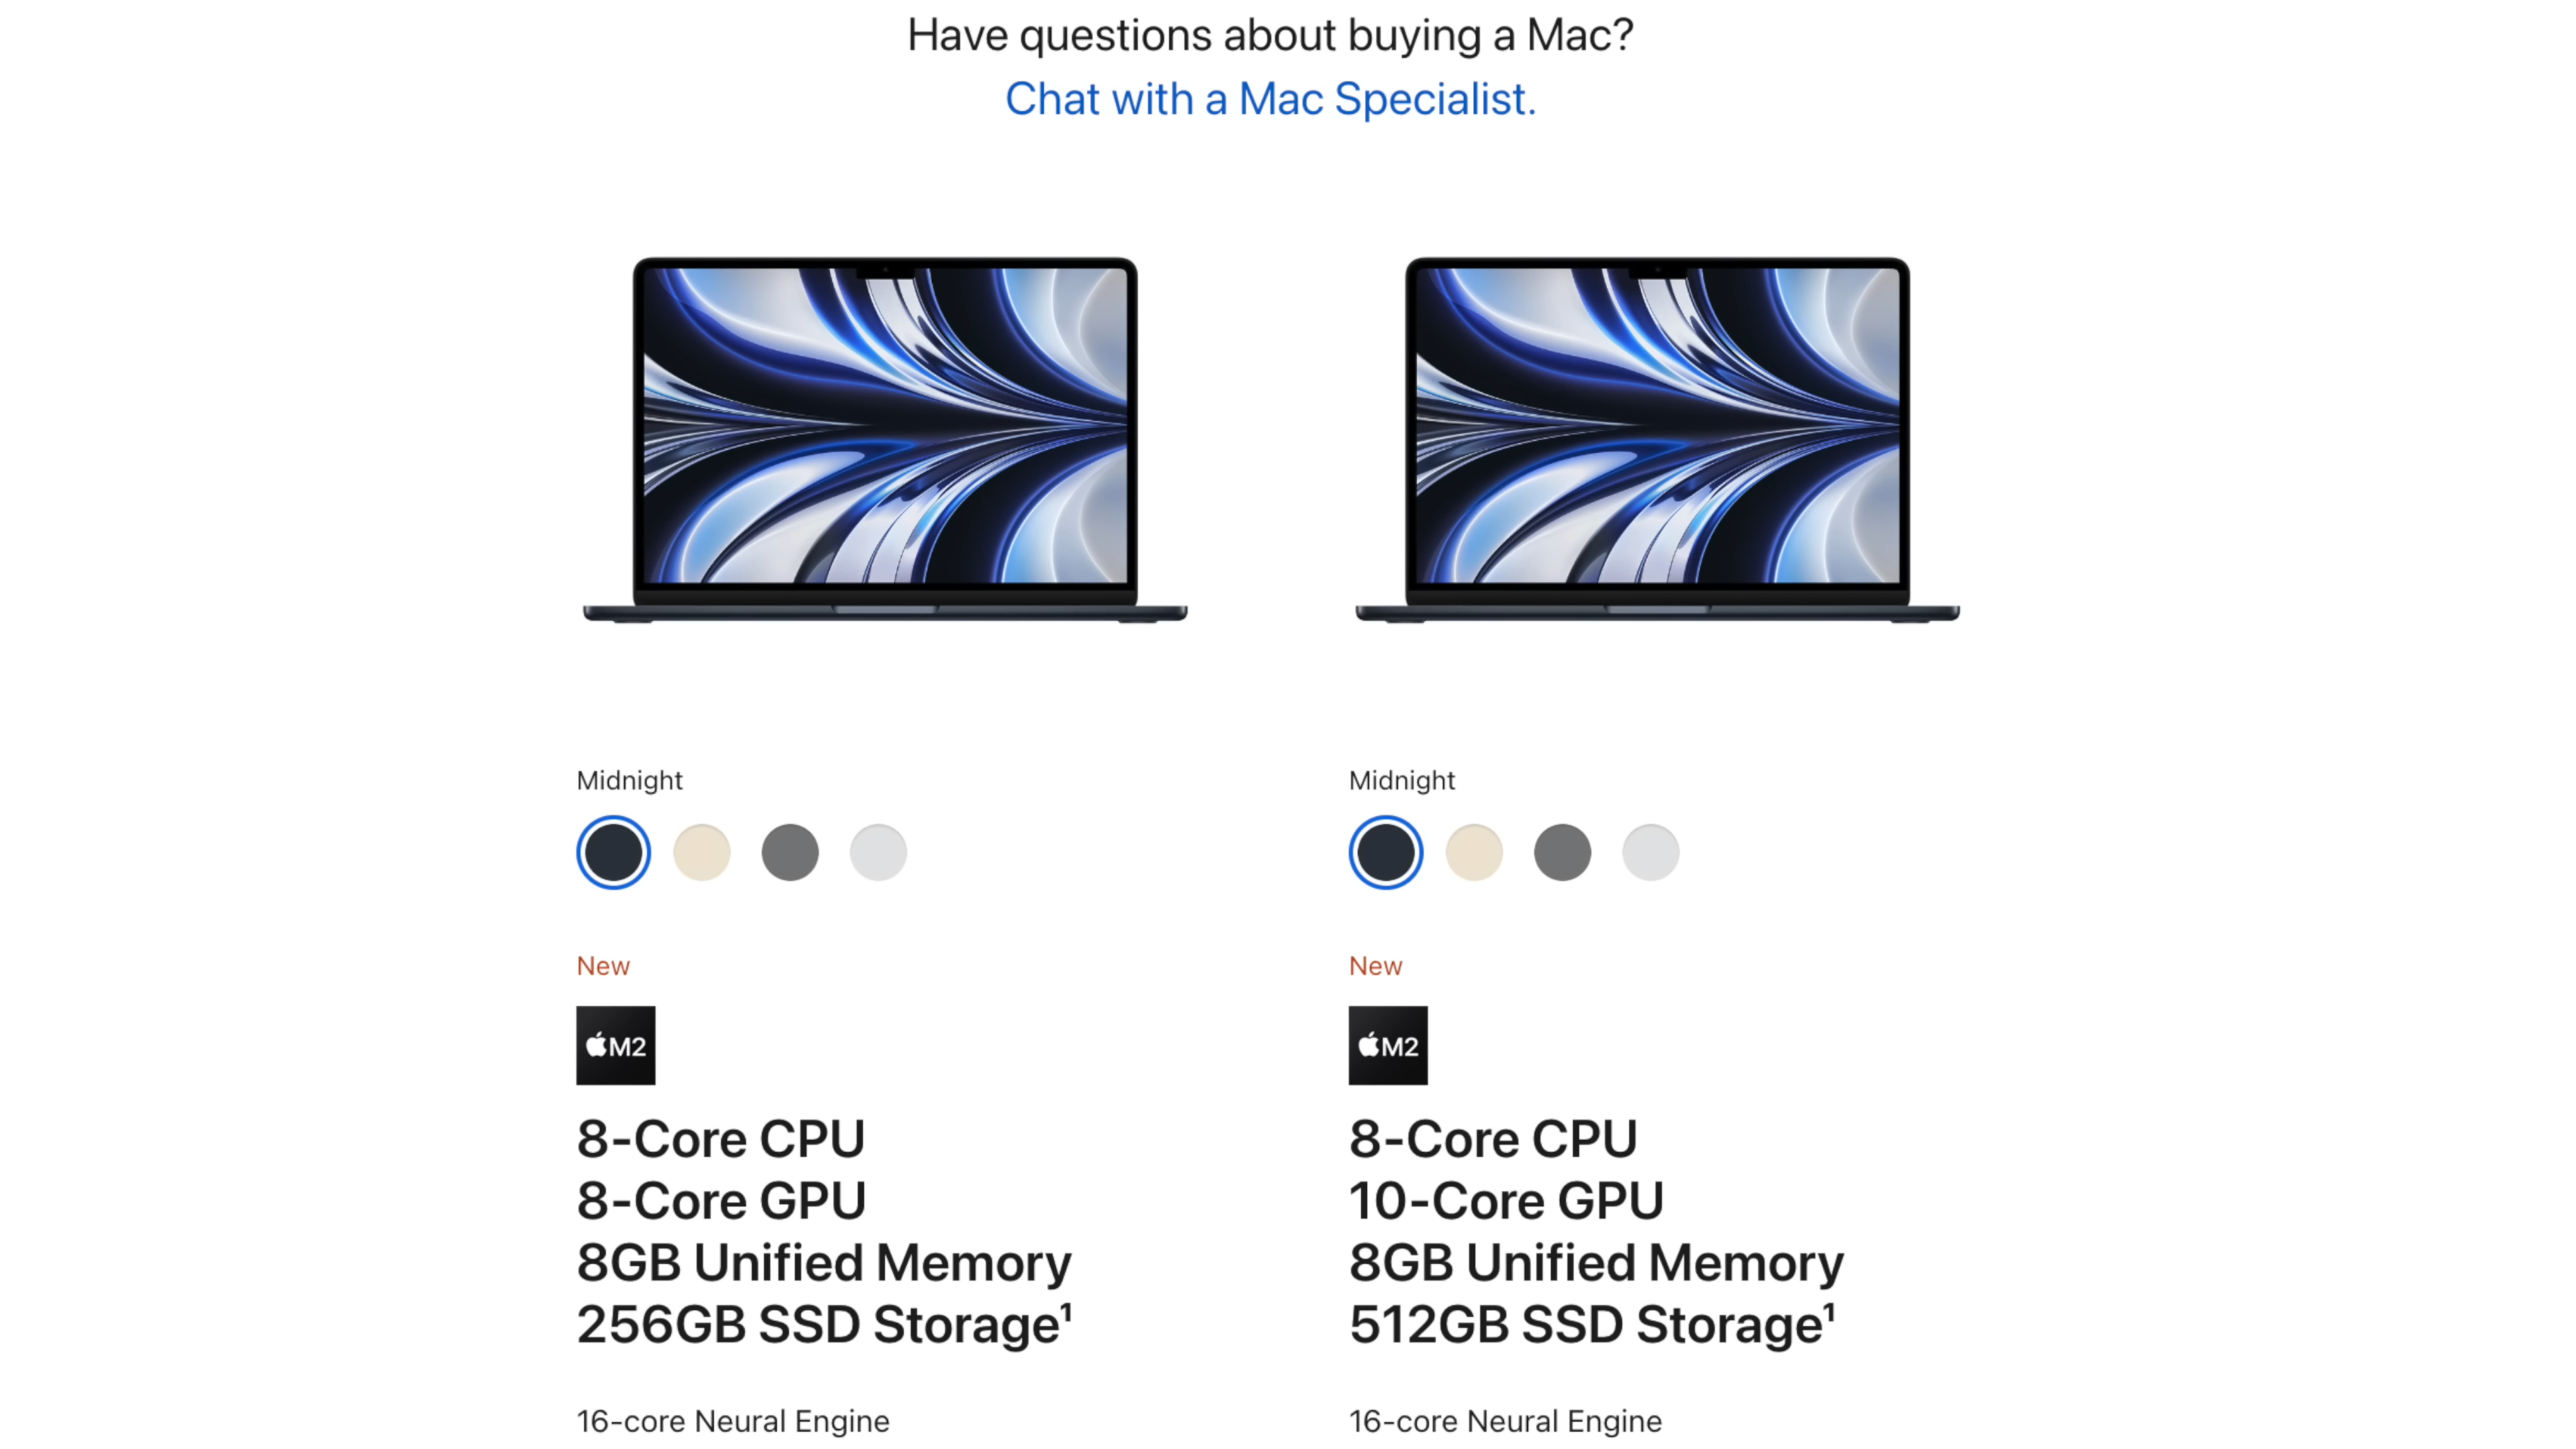 Have questions about buying a Mac?
Chat with a Mac Specialist.
Midnight
New
M2
8-Core CPU
8-Core GPU
8GB Unified Memory
256GB SSD Storage¹
16-core Neural Engine
Midnight
New
M2
8-Core CPU
10-Core GPU
8GB Unified Memory
512GB SSD Storage¹
16-core Neural Engine